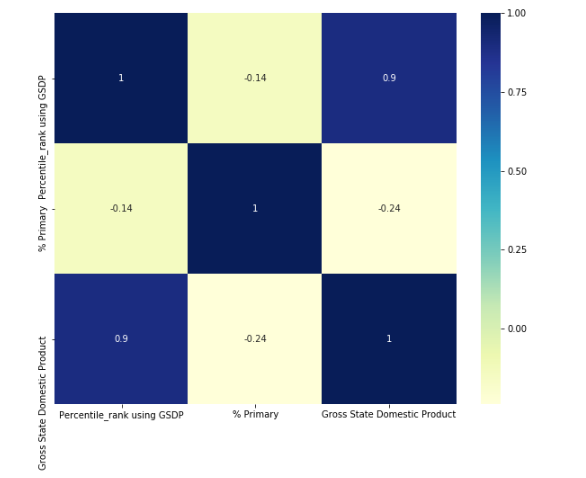 1 -0.14 0.9
-0.14 1 -0.24
0.9 -0.24 1
Percentile_rank using GSDP
% Primary
Gross State Domestic Product
Percentile_rank using GSDP % Primary Gross State Domestic Product
1.00
0.75
0.50
0.25
0.00